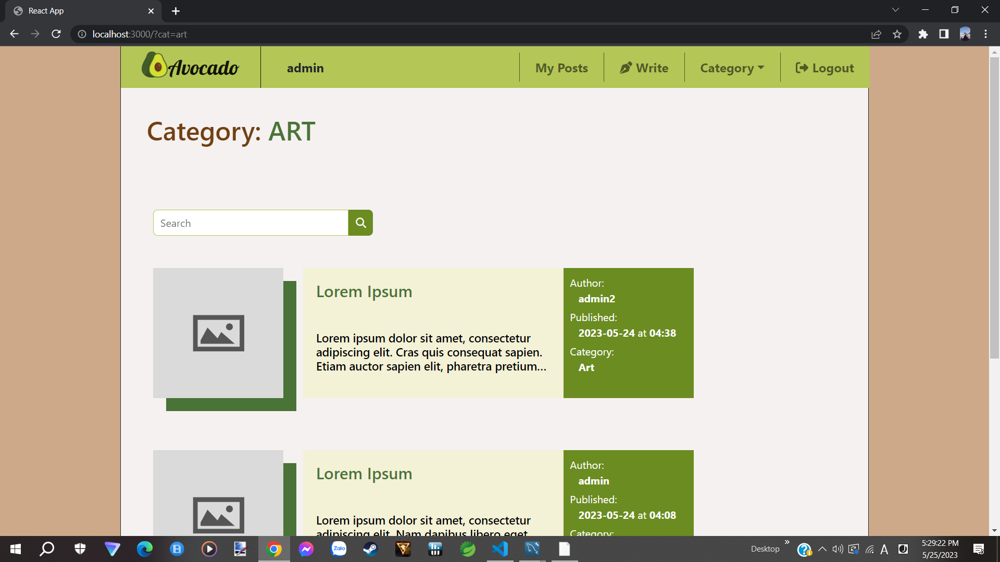 React App
localhost:3000/?cat=art
Avocado
admin
My Posts
Write
Category
Logout
Category: ART
Search
Lorem Ipsum
Lorem ipsum dolor sit amet, consectetur
adipiscing elit. Cras quis consequat sapien.
Etiam auctor sapien elit, pharetra pretium...
Author:
admin2
Published:
2023-05-24 at 04:38
Category:
Art
Lorem Ipsum
Lorem ipsum dolor sit amet, consectetur
adipiscing elit. Nam dapibus libero eget
Author:
admin
Published:
2023-05-24 at 04:08
Category:
Zalo
Desktop
A
5:29:22 PM
5/25/2023